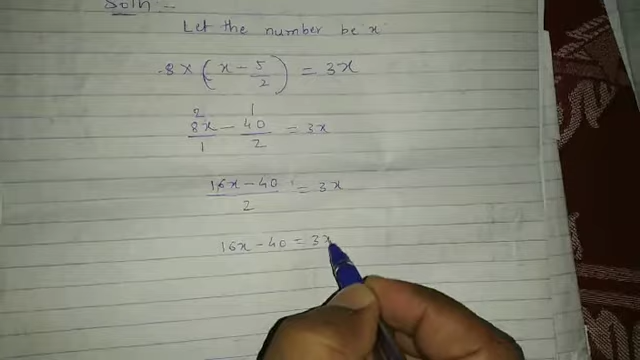 Soln :-
Let the number be x
8 × (x - 5/2) = 3x
8x/1 - 40/2 = 3x
2 1
(16x - 40)/2 = 3x
16x - 40 = 3x